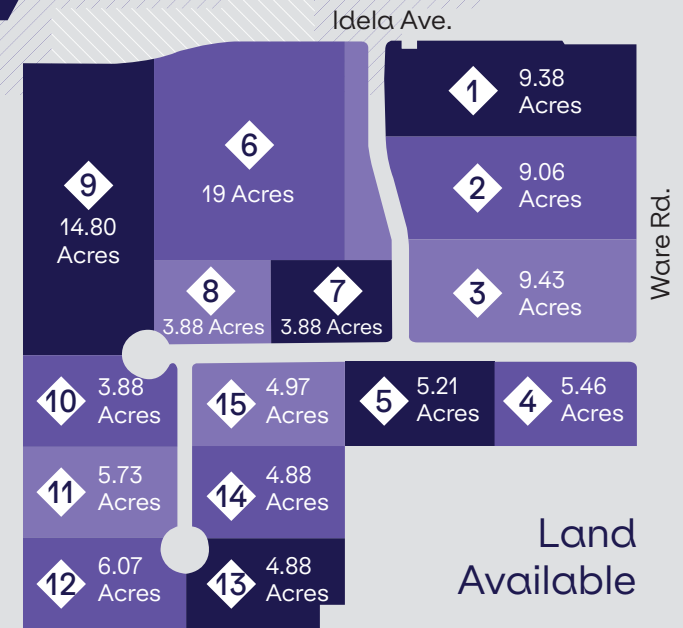 Idela Ave.
1
9.38
Acres
2
9.06
Acres
3
9.43
Acres
Ware Rd.
6
19 Acres
9
14.80
Acres
8
3.88 Acres
7
3.88 Acres
10
3.88
Acres
15
4.97
Acres
5
5.21
Acres
4
5.46
Acres
11
5.73
Acres
14
4.88
Acres
12
6.07
Acres
13
4.88
Acres
Land
Available